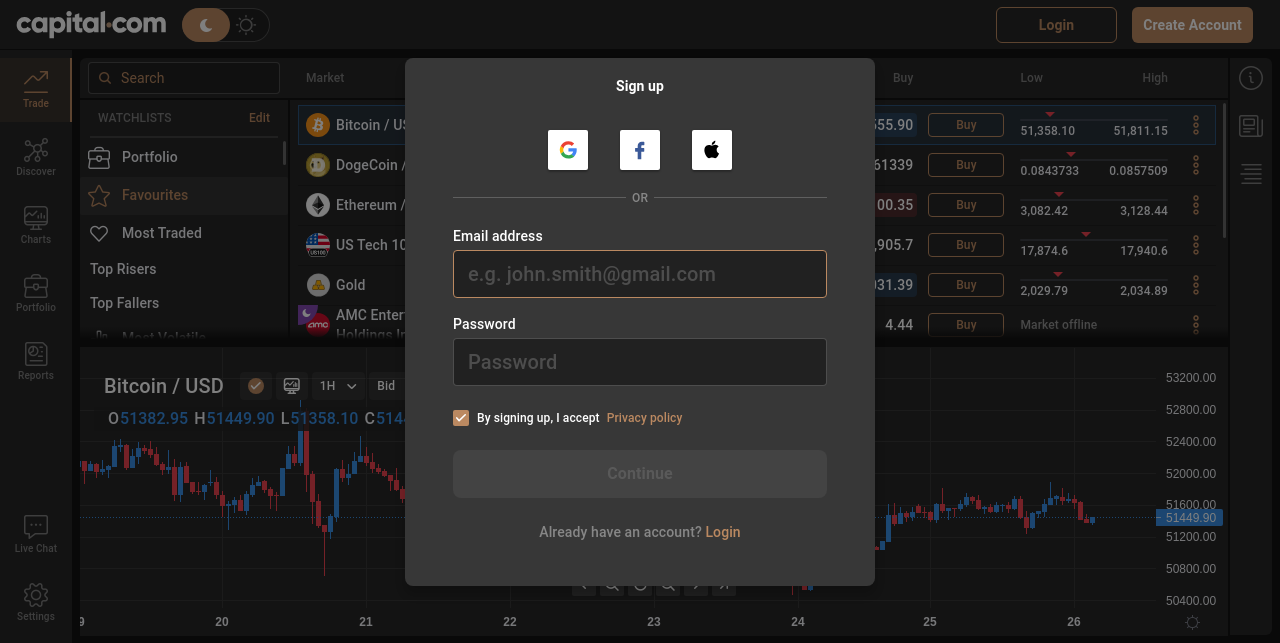 capital.com
Login
Create Account
Trade
Discover
Charts
Portfolio
Reports
Live Chat
Settings
Search
WATCHLISTS Edit
Portfolio
Favourites
Most Traded
Top Risers
Top Fallers
Most Volatile
Market Buy Low High
Bitcoin / US 555.90 Buy 51,358.10 51,811.15
DogeCoin / 61339 Buy 0.0843733 0.0857509
Ethereum / 00.35 Buy 3,082.42 3,128.44
US100
US Tech 10 ,905.7 Buy 17,874.6 17,940.6
Gold 031.39 Buy 2,029.79 2,034.89
amc
AMC Enter 4.44 Buy Market offline
Holdings In
Sign up
OR
Email address
e.g. john.smith@gmail.com
Password
Password
By signing up, I accept Privacy policy
Continue
Already have an account? Login
Bitcoin / USD 1H Bid
O51382.95 H51449.90 L51358.10 C5144
53200.00
52800.00
52400.00
52000.00
51600.00
51449.90
51200.00
50800.00
50400.00
9 20 21 22 23 24 25 26